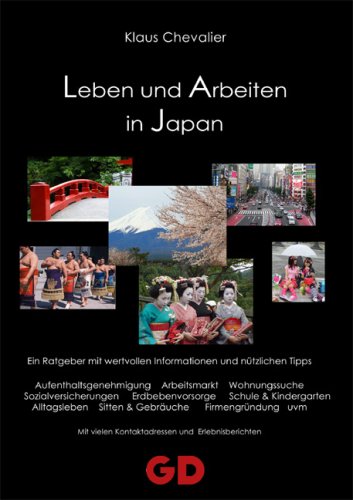 Klaus Chevalier
Leben und Arbeiten
in Japan
Ein Ratgeber mit wertvollen Informationen und nützlichen Tipps
Aufenthaltsgenehmigung Arbeitsmarkt Wohnungssuche
Sozialversicherungen Erdbebenvorsorge Schule & Kindergarten
Alltagsleben Sitten & Gebräuche Firmengründung uvm
Mit vielen Kontaktadressen und Erlebnisberichten
GD